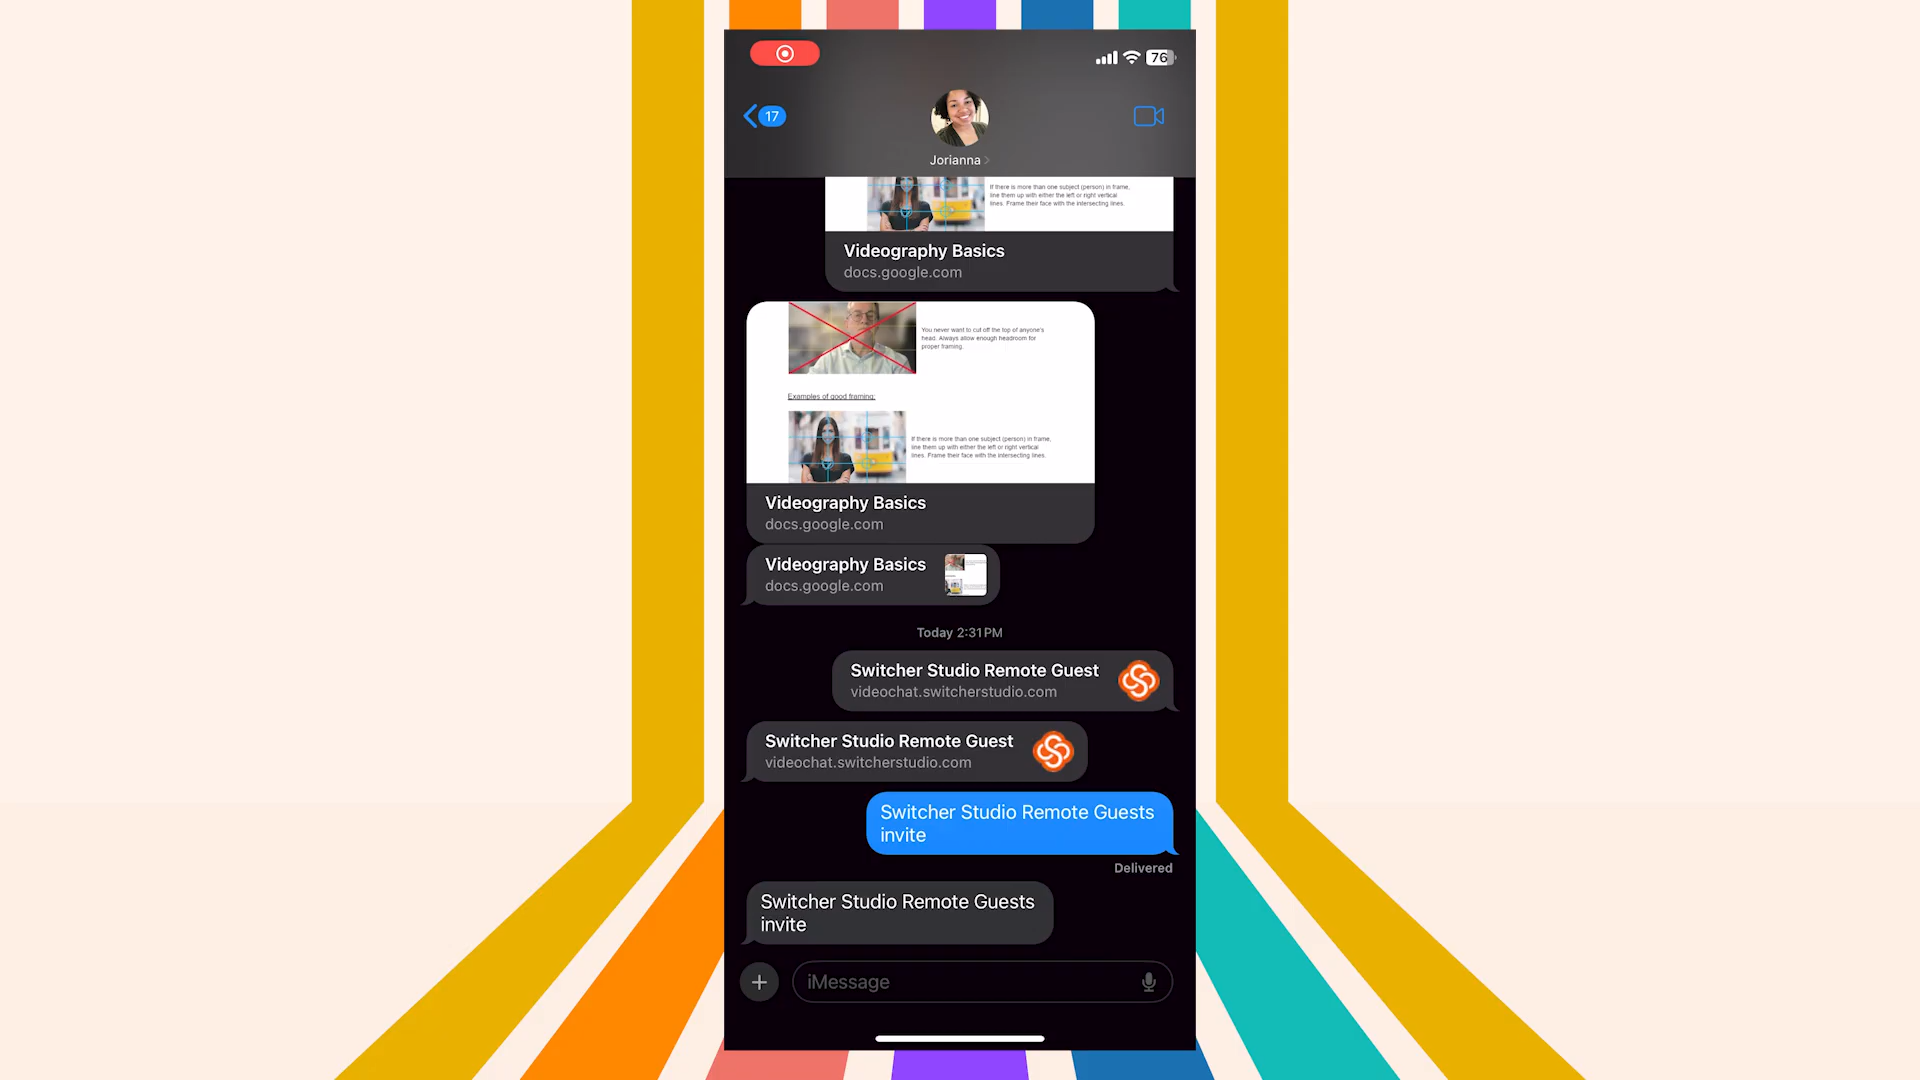 76
17
Jorianna
If there is more than one subject (person) in frame,
line them up with either the left or right vertical
lines. Frame their face with the intersecting lines.
Videography Basics
docs.google.com
You never want to cut off the top of anyone's
head. Always allow enough headroom for
proper framing.
Examples of good framing:
If there is more than one subject (person) in frame,
line them up with either the left or right vertical
lines. Frame their face with the intersecting lines.
Videography Basics
docs.google.com
Videography Basics
docs.google.com
Today 2:31 PM
Switcher Studio Remote Guest
videochat.switcherstudio.com
Switcher Studio Remote Guest
videochat.switcherstudio.com
Switcher Studio Remote Guests
invite
Delivered
Switcher Studio Remote Guests
invite
iMessage